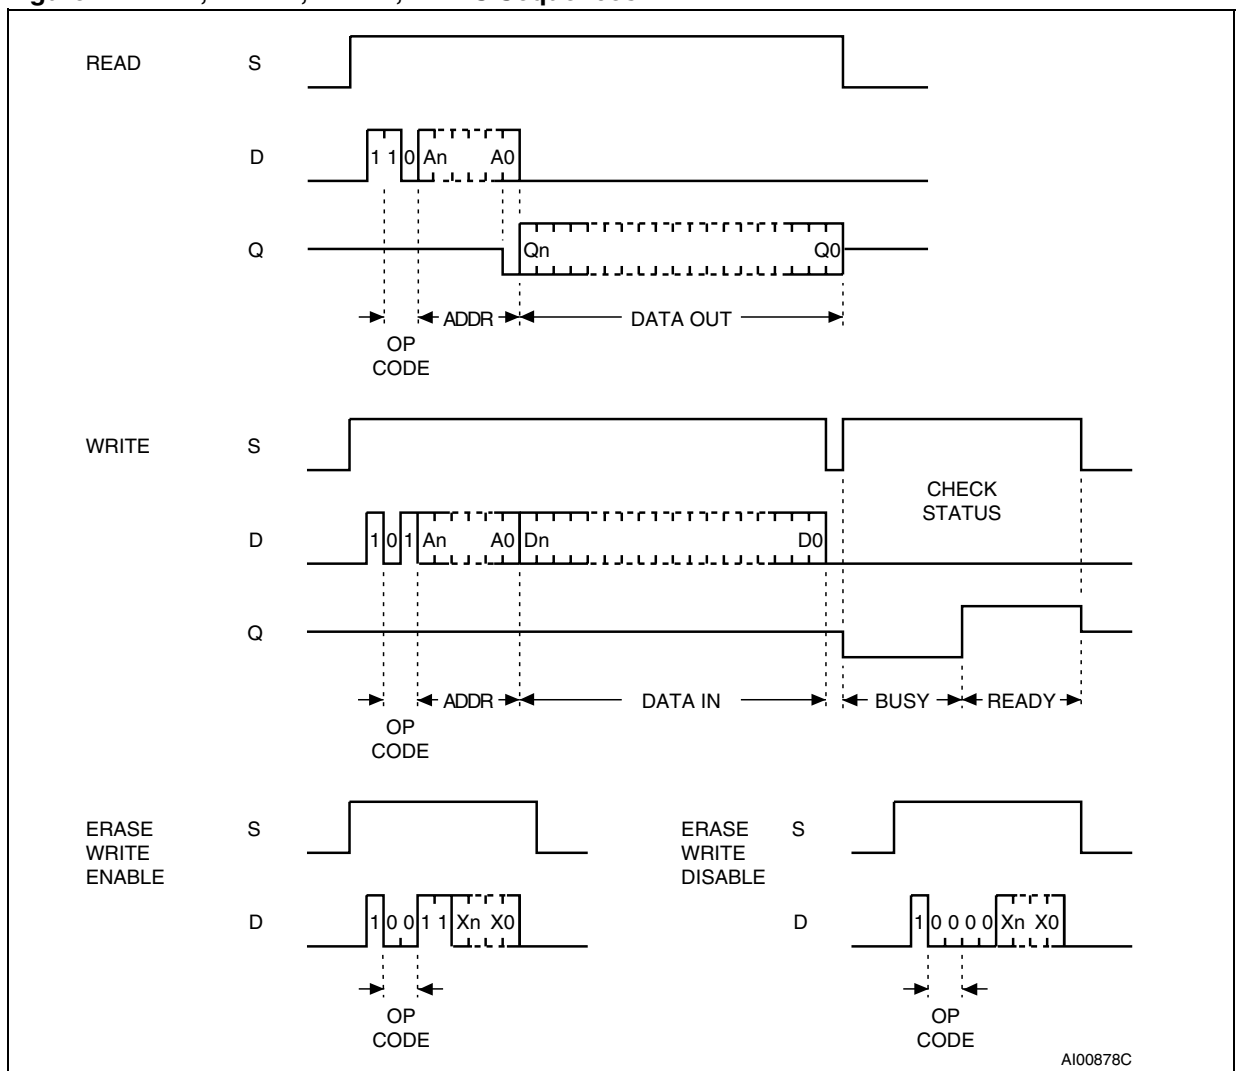 READ S
D 1 1 0 An A0
Q Qn Q0
ADDR DATA OUT
OP
CODE
WRITE S
CHECK
STATUS
D 1 0 1 An A0 Dn D0
Q
ADDR DATA IN BUSY READY
OP
CODE
ERASE
WRITE
ENABLE
S
D 1 0 0 1 1 Xn X0
OP
CODE
ERASE
WRITE
DISABLE
S
D 1 0 0 0 0 Xn X0
OP
CODE
AI00878C